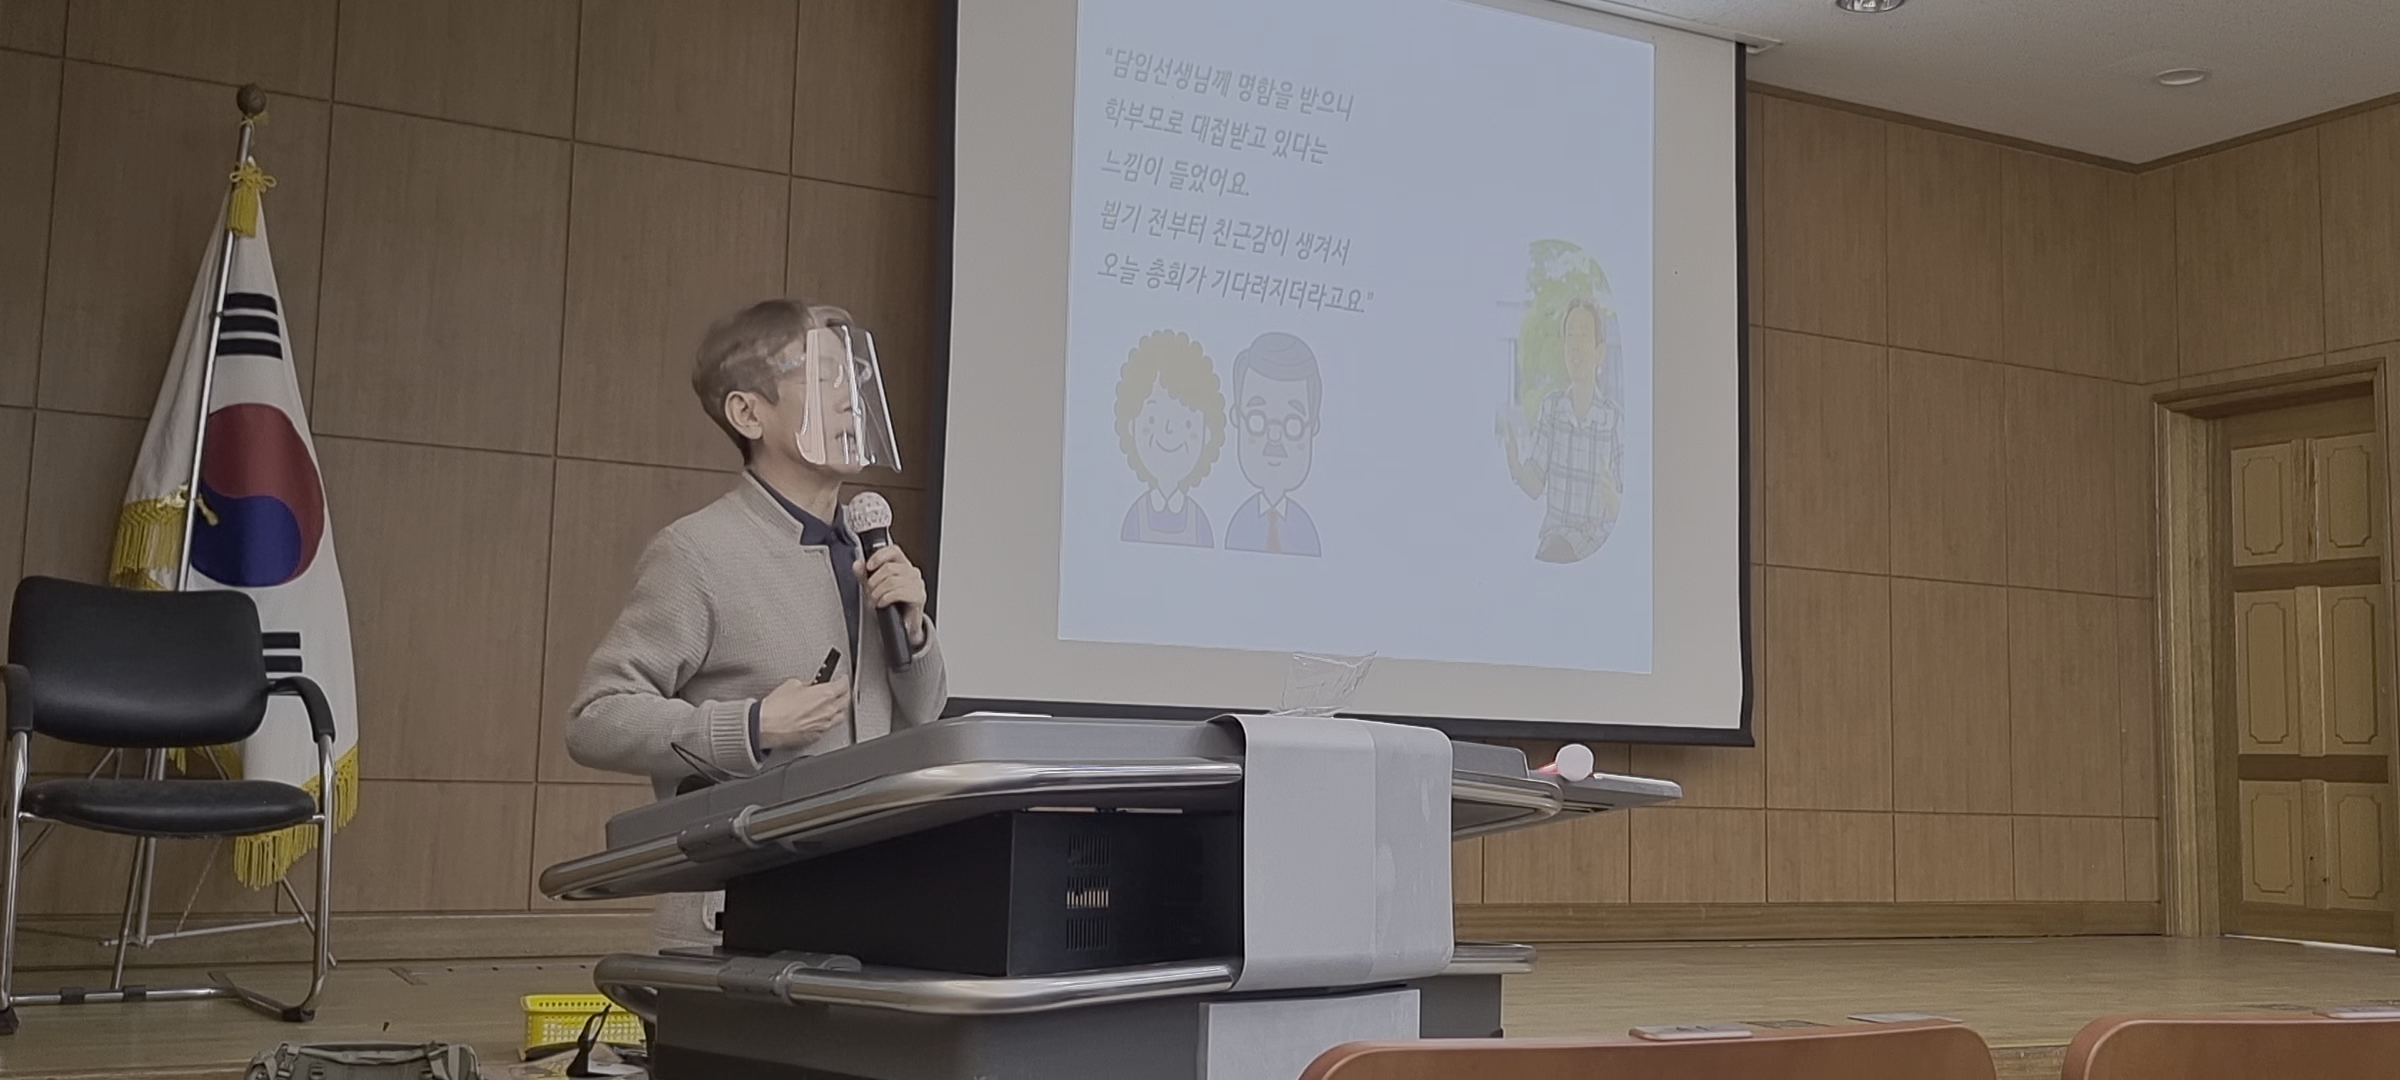 “담임선생님께 명함을 받으니
학부모로 대접받고 있다는
느낌이 들었어요.
뵙기 전부터 친근감이 생겨서
오늘 총회가 기다려지더라고요.”